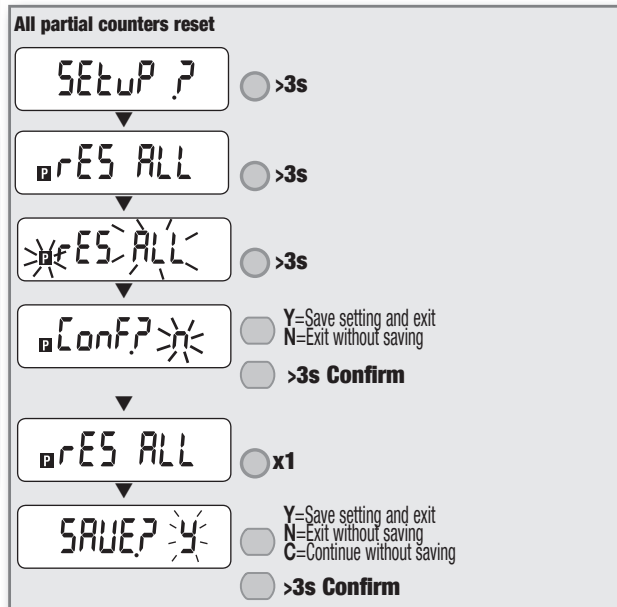 All partial counters reset
SEtuP ? >3s
P rES ALL >3s
P rES ALL >3s
P ConF? n
Y=Save setting and exit
N=Exit without saving
>3s Confirm
P rES ALL x1
SAVE? Y
Y=Save setting and exit
N=Exit without saving
C=Continue without saving
>3s Confirm